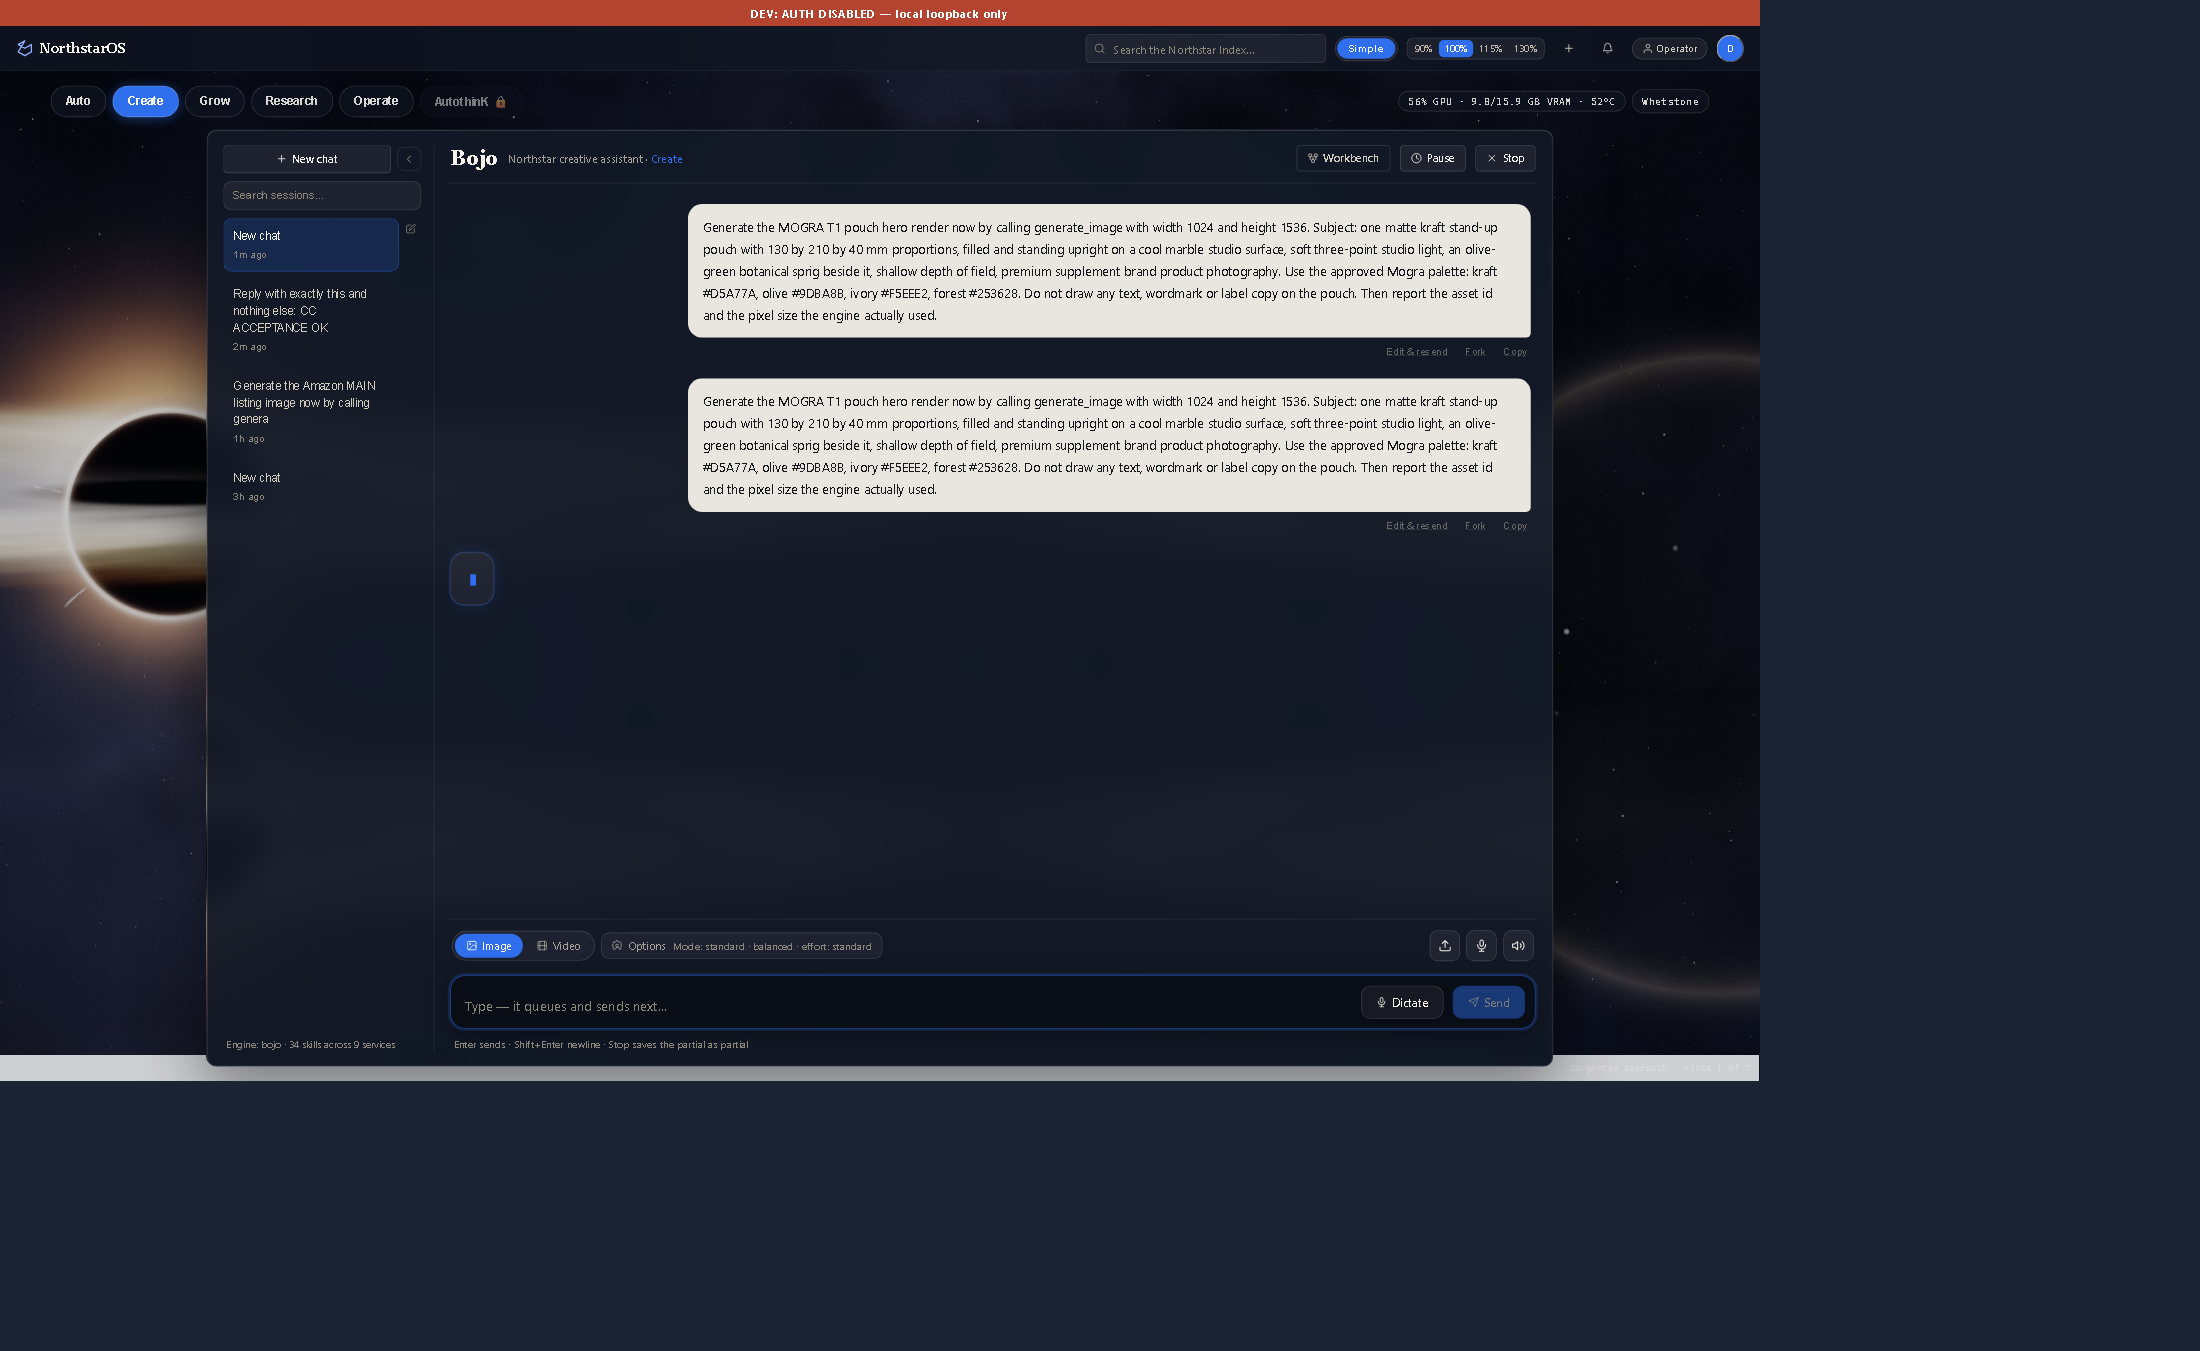 DEV: AUTH DISABLED — local loopback only
NorthstarOS
Search the Northstar Index...
Simple
90% 100% 115% 130%
Operator
D
Auto
Create
Grow
Research
Operate
AutothinK
56% GPU · 9.8/15.9 GB VRAM · 52°C
Whetstone
+ New chat
Search sessions...
New chat
1m ago
Reply with exactly this and
nothing else: CC
ACCEPTANCE OK
2m ago
Generate the Amazon MAIN
listing image now by calling
genera
1h ago
New chat
3h ago
Engine: bojo · 34 skills across 9 services
Bojo
Northstar creative assistant · Create
Workbench
Pause
Stop
Generate the MOGRA T1 pouch hero render now by calling generate_image with width 1024 and height 1536. Subject: one matte kraft stand-up
pouch with 130 by 210 by 40 mm proportions, filled and standing upright on a cool marble studio surface, soft three-point studio light, an olive-
green botanical sprig beside it, shallow depth of field, premium supplement brand product photography. Use the approved Mogra palette: kraft
#D5A77A, olive #9DBA8B, ivory #F5EEE2, forest #253628. Do not draw any text, wordmark or label copy on the pouch. Then report the asset id
and the pixel size the engine actually used.
Edit & resend Fork Copy
Generate the MOGRA T1 pouch hero render now by calling generate_image with width 1024 and height 1536. Subject: one matte kraft stand-up
pouch with 130 by 210 by 40 mm proportions, filled and standing upright on a cool marble studio surface, soft three-point studio light, an olive-
green botanical sprig beside it, shallow depth of field, premium supplement brand product photography. Use the approved Mogra palette: kraft
#D5A77A, olive #9DBA8B, ivory #F5EEE2, forest #253628. Do not draw any text, wordmark or label copy on the pouch. Then report the asset id
and the pixel size the engine actually used.
Edit & resend Fork Copy
Image
Video
Options Mode: standard · balanced · effort: standard
Type — it queues and sends next...
Dictate
Send
Enter sends · Shift+Enter newline · Stop saves the partial as partial